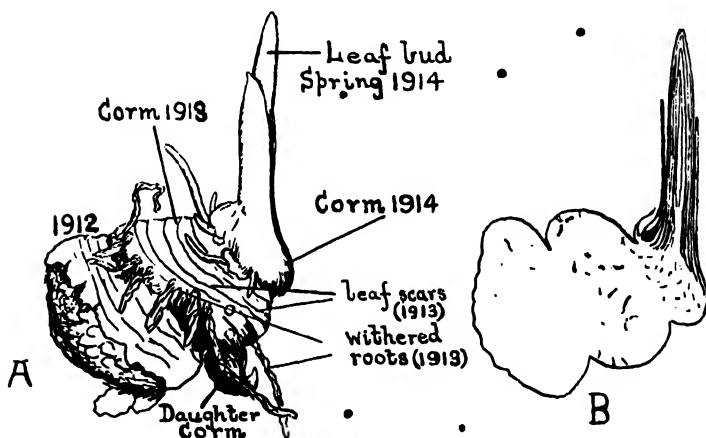 Leaf bud
Spring 1914
Corm 1913
Corm 1914
1912
leaf scars
(1913)
withered
roots (1913)
A
Daughter
Corm
B